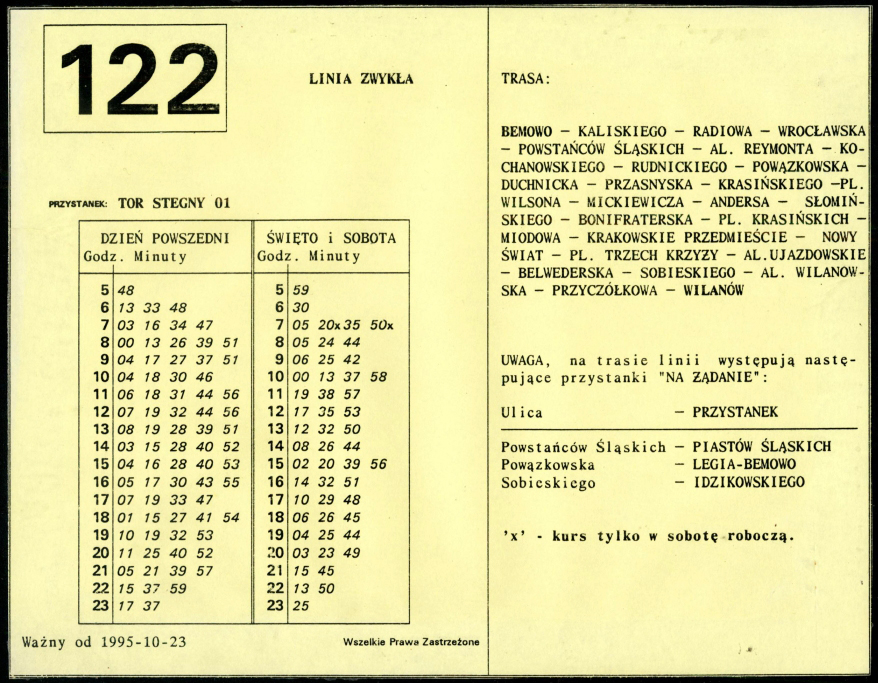 122
LINIA ZWYKŁA
PRZYSTANEK: TOR STEGNY 01
DZIEŃ POWSZEDNI
Godz. Minuty
5 48
6 13 33 48
7 03 16 34 47
8 00 13 26 39 51
9 04 17 27 37 51
10 04 18 30 46
11 06 18 31 44 56
12 07 19 32 44 56
13 08 19 28 39 51
14 03 15 28 40 52
15 04 16 28 40 53
16 05 17 30 43 55
17 07 19 33 47
18 01 15 27 41 54
19 10 19 32 53
20 11 25 40 52
21 05 21 39 57
22 15 37 59
23 17 37
ŚWIĘTO i SOBOTA
Godz. Minuty
5 59
6 30
7 05 20x35 50x
8 05 24 44
9 06 25 42
10 00 13 37 58
11 19 38 57
12 17 35 53
13 12 32 50
14 08 26 44
15 02 20 39 56
16 14 32 51
17 10 29 48
18 06 26 45
19 04 25 44
20 03 23 49
21 15 45
22 13 50
23 25
Ważny od 1995-10-23
Wszelkie Prawa Zastrzeżone
TRASA:
BEMOWO – KALISKIEGO – RADIOWA – WROCŁAWSKA
– POWSTAŃCÓW ŚLĄSKICH – AL. REYMONTA – KO-
CHANOWSKIEGO – RUDNICKIEGO – POWĄZKOWSKA –
DUCHNICKA – PRZASNYSKA – KRASIŃSKIEGO –PL.
WILSONA – MICKIEWICZA – ANDERSA – SŁOMIŃ-
SKIEGO – BONIFRATERSKA – PL. KRASIŃSKICH –
MIODOWA – KRAKOWSKIE PRZEDMIEŚCIE – NOWY
ŚWIAT – PL. TRZECH KRZYŻY – AL.UJAZDOWSKIE
– BELWEDERSKA – SOBIESKIEGO – AL. WILANOW-
SKA – PRZYCZÓŁKOWA – WILANÓW
UWAGA, na trasie linii występują nastę-
pujące przystanki "NA ŻĄDANIE":
Ulica – PRZYSTANEK
Powstańców Śląskich – PIASTÓW ŚLĄSKICH
Powązkowska – LEGIA-BEMOWO
Sobieskiego – IDZIKOWSKIEGO
'x' - kurs tylko w sobotę roboczą.